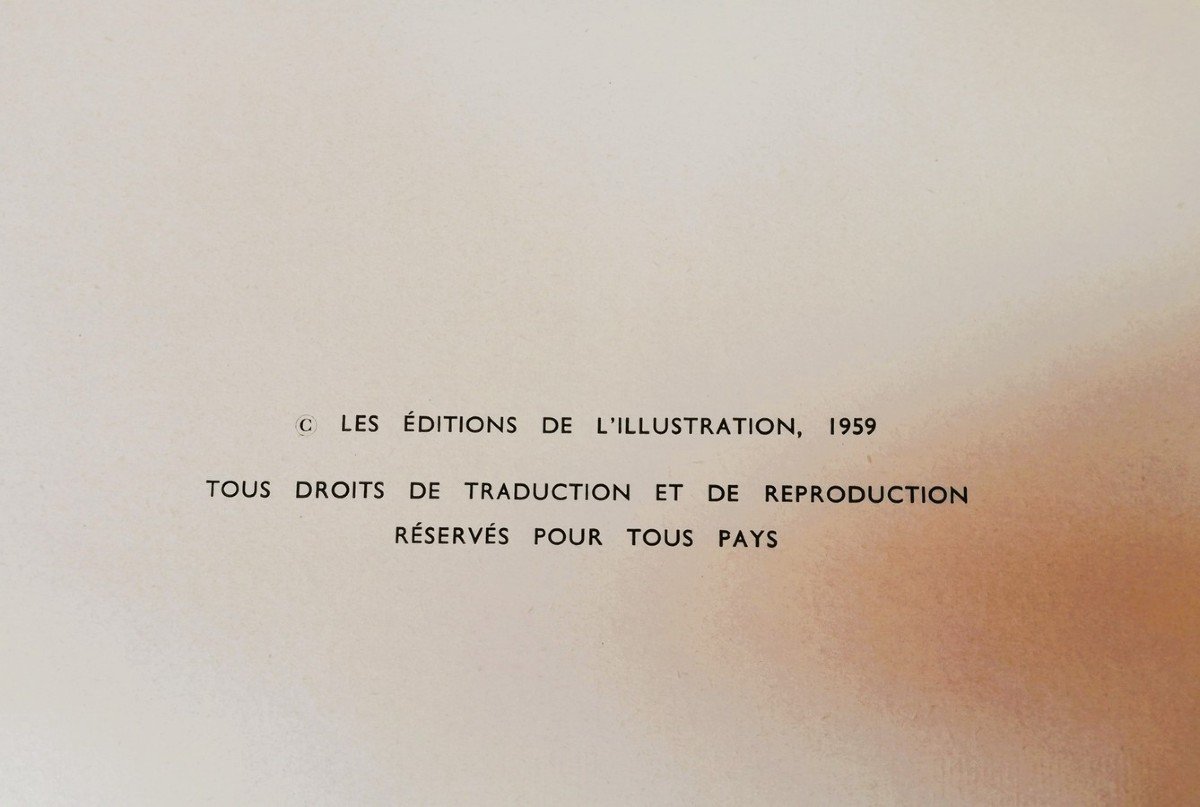 © LES ÉDITIONS DE L'ILLUSTRATION, 1959
TOUS DROITS DE TRADUCTION ET DE REPRODUCTION
RÉSERVÉS POUR TOUS PAYS